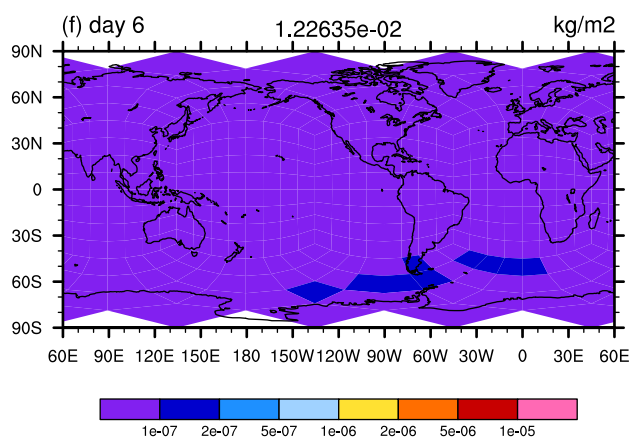 (f) day 6 1.22635e-02 kg/m2
90N
60N
30N
0
30S
60S
90S
60E 90E 120E 150E 180 150W 120W 90W 60W 30W 0 30E 60E
1e-07 2e-07 5e-07 1e-06 2e-06 5e-06 1e-05